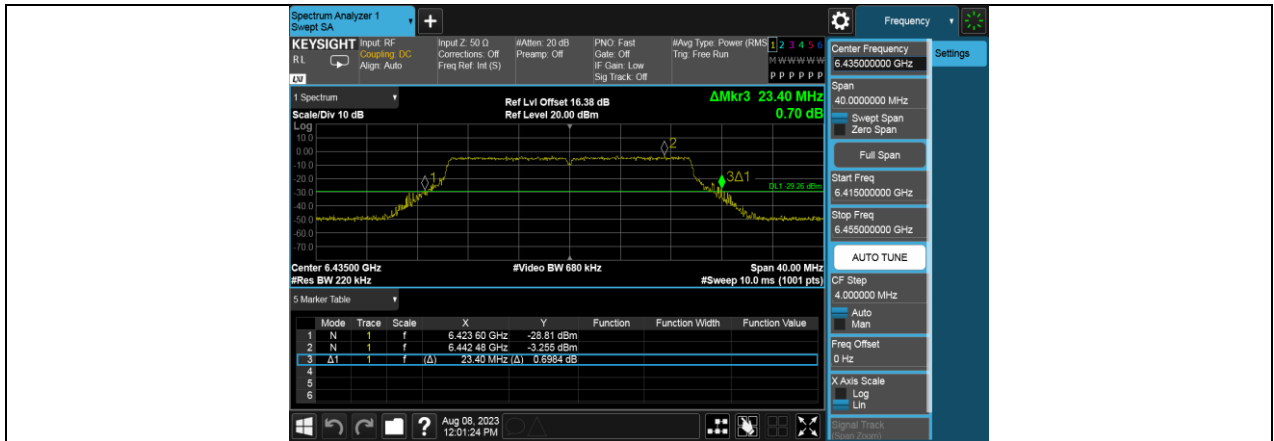 Spectrum Analyzer 1
Swept SA
+
Frequency
KEYSIGHT Input: RF Input Z: 50 Ω #Atten: 20 dB PNO: Fast #Avg Type: Power (RMS 1 2 3 4 5 6
RL Coupling: DC Corrections: Off Preamp: Off Gate: Off Trig: Free Run M W W W W W
Align: Auto Freq Ref: Int (S) IF Gain: Low
Sig Track: Off P P P P P P
LXI
1 Spectrum
Ref Lvl Offset 16.38 dB
ΔMkr3 23.40 MHz
Scale/Div 10 dB Ref Level 20.00 dBm 0.70 dB
Log
10.0
0.00
-10.0
-20.0
-30.0
-40.0
-50.0
-60.0
-70.0
1
2
3Δ1
DL1 -29.26 dBm
Center 6.43500 GHz #Video BW 680 kHz Span 40.00 MHz
#Res BW 220 kHz #Sweep 10.0 ms (1001 pts)
5 Marker Table
Mode Trace Scale X Y Function Function Width Function Value
1 N 1 f 6.423 60 GHz -28.81 dBm
2 N 1 f 6.442 48 GHz -3.255 dBm
3 Δ1 1 f (Δ) 23.40 MHz (Δ) 0.6984 dB
4
5
6
?
Aug 08, 2023
12:01:24 PM
Center Frequency
6.435000000 GHz
Settings
Span
40.0000000 MHz
Swept Span
Zero Span
Full Span
Start Freq
6.415000000 GHz
Stop Freq
6.455000000 GHz
AUTO TUNE
CF Step
4.000000 MHz
Auto
Man
Freq Offset
0 Hz
X Axis Scale
Log
Lin
Signal Track
(Span Zoom)